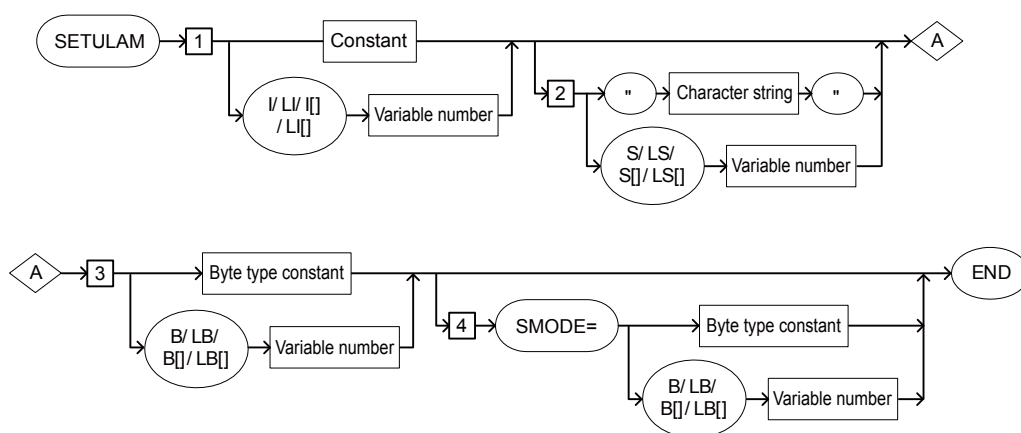 SETULAM
1
Constant
A
I/ LI/ I[]
/ LI[]
Variable number
2
"
Character string
"
S/ LS/
S[]/ LS[]
Variable number
A
3
Byte type constant
END
B/ LB/
B[]/ LB[]
Variable number
4
SMODE=
Byte type constant
B/ LB/
B[]/ LB[]
Variable number